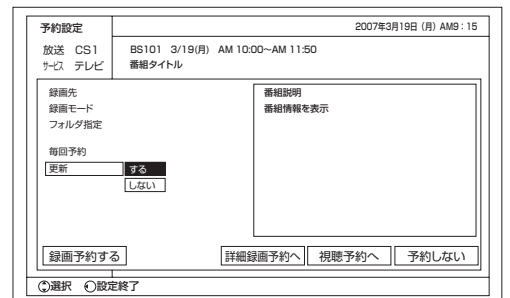 予約設定 2007年3月19日 (月) AM9：15
放送 CS1 BS101 3/19(月) AM 10:00~AM 11:50
ｻｰﾋﾞｽ テレビ 番組タイトル
録画先 番組説明
録画モード 番組情報を表示
フォルダ指定
毎回予約
更新 する
しない
録画予約する 詳細録画予約へ 視聴予約へ 予約しない
選択 設定終了